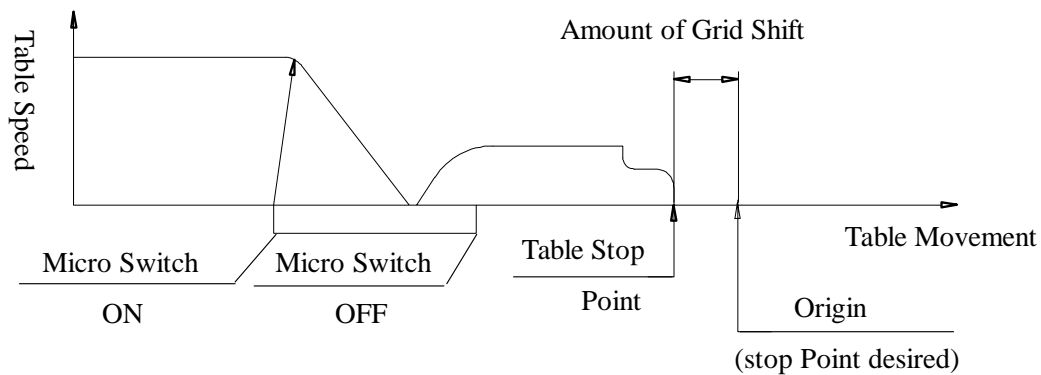 Amount of Grid Shift
Table Speed
Table Movement
Micro Switch
ON
Micro Switch
OFF
Table Stop
Point
Origin
(stop Point desired)